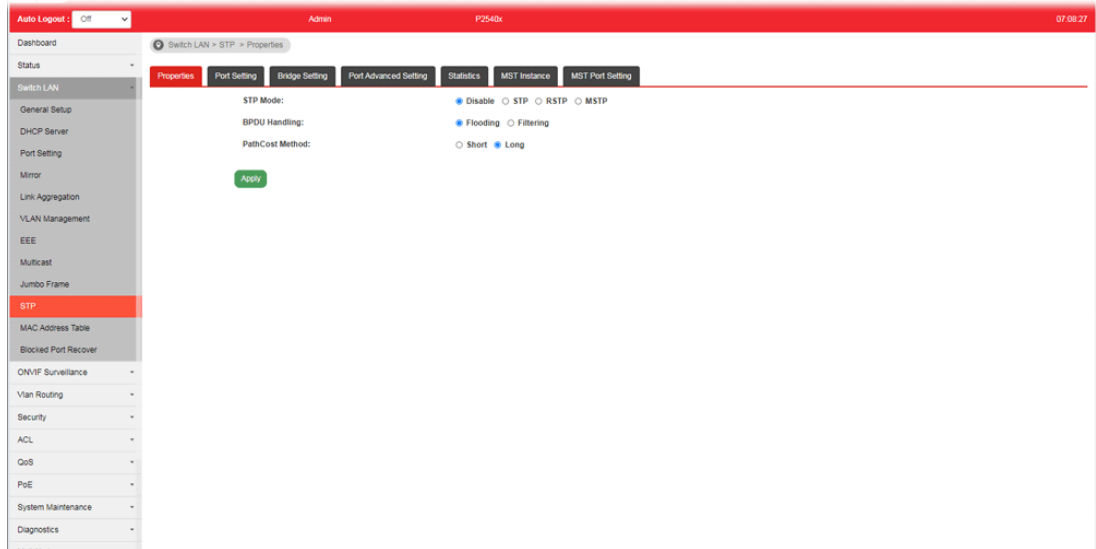 Auto Logout : Off Admin P2540x 07:08:27
Dashboard
Status
Switch LAN
General Setup
DHCP Server
Port Setting
Mirror
Link Aggregation
VLAN Management
EEE
Multicast
Jumbo Frame
STP
MAC Address Table
Blocked Port Recover
ONVIF Surveillance
Vlan Routing
Security
ACL
QoS
PoE
System Maintenance
Diagnostics
Switch LAN > STP > Properties
Properties Port Setting Bridge Setting Port Advanced Setting Statistics MST Instance MST Port Setting
STP Mode: Disable STP RSTP MSTP
BPDU Handling: Flooding Filtering
PathCost Method: Short Long
Apply